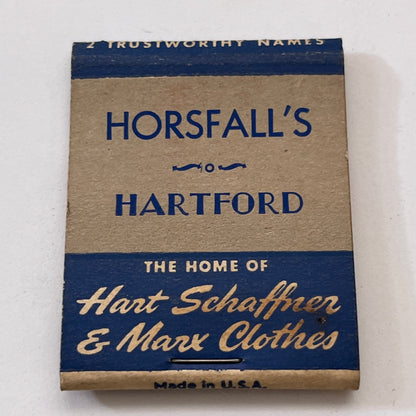 2 TRUSTWORTHY NAMES
HORSFALL'S
HARTFORD
THE HOME OF
Hart Schaffner
& Marx Clothes
Made in U.S.A.